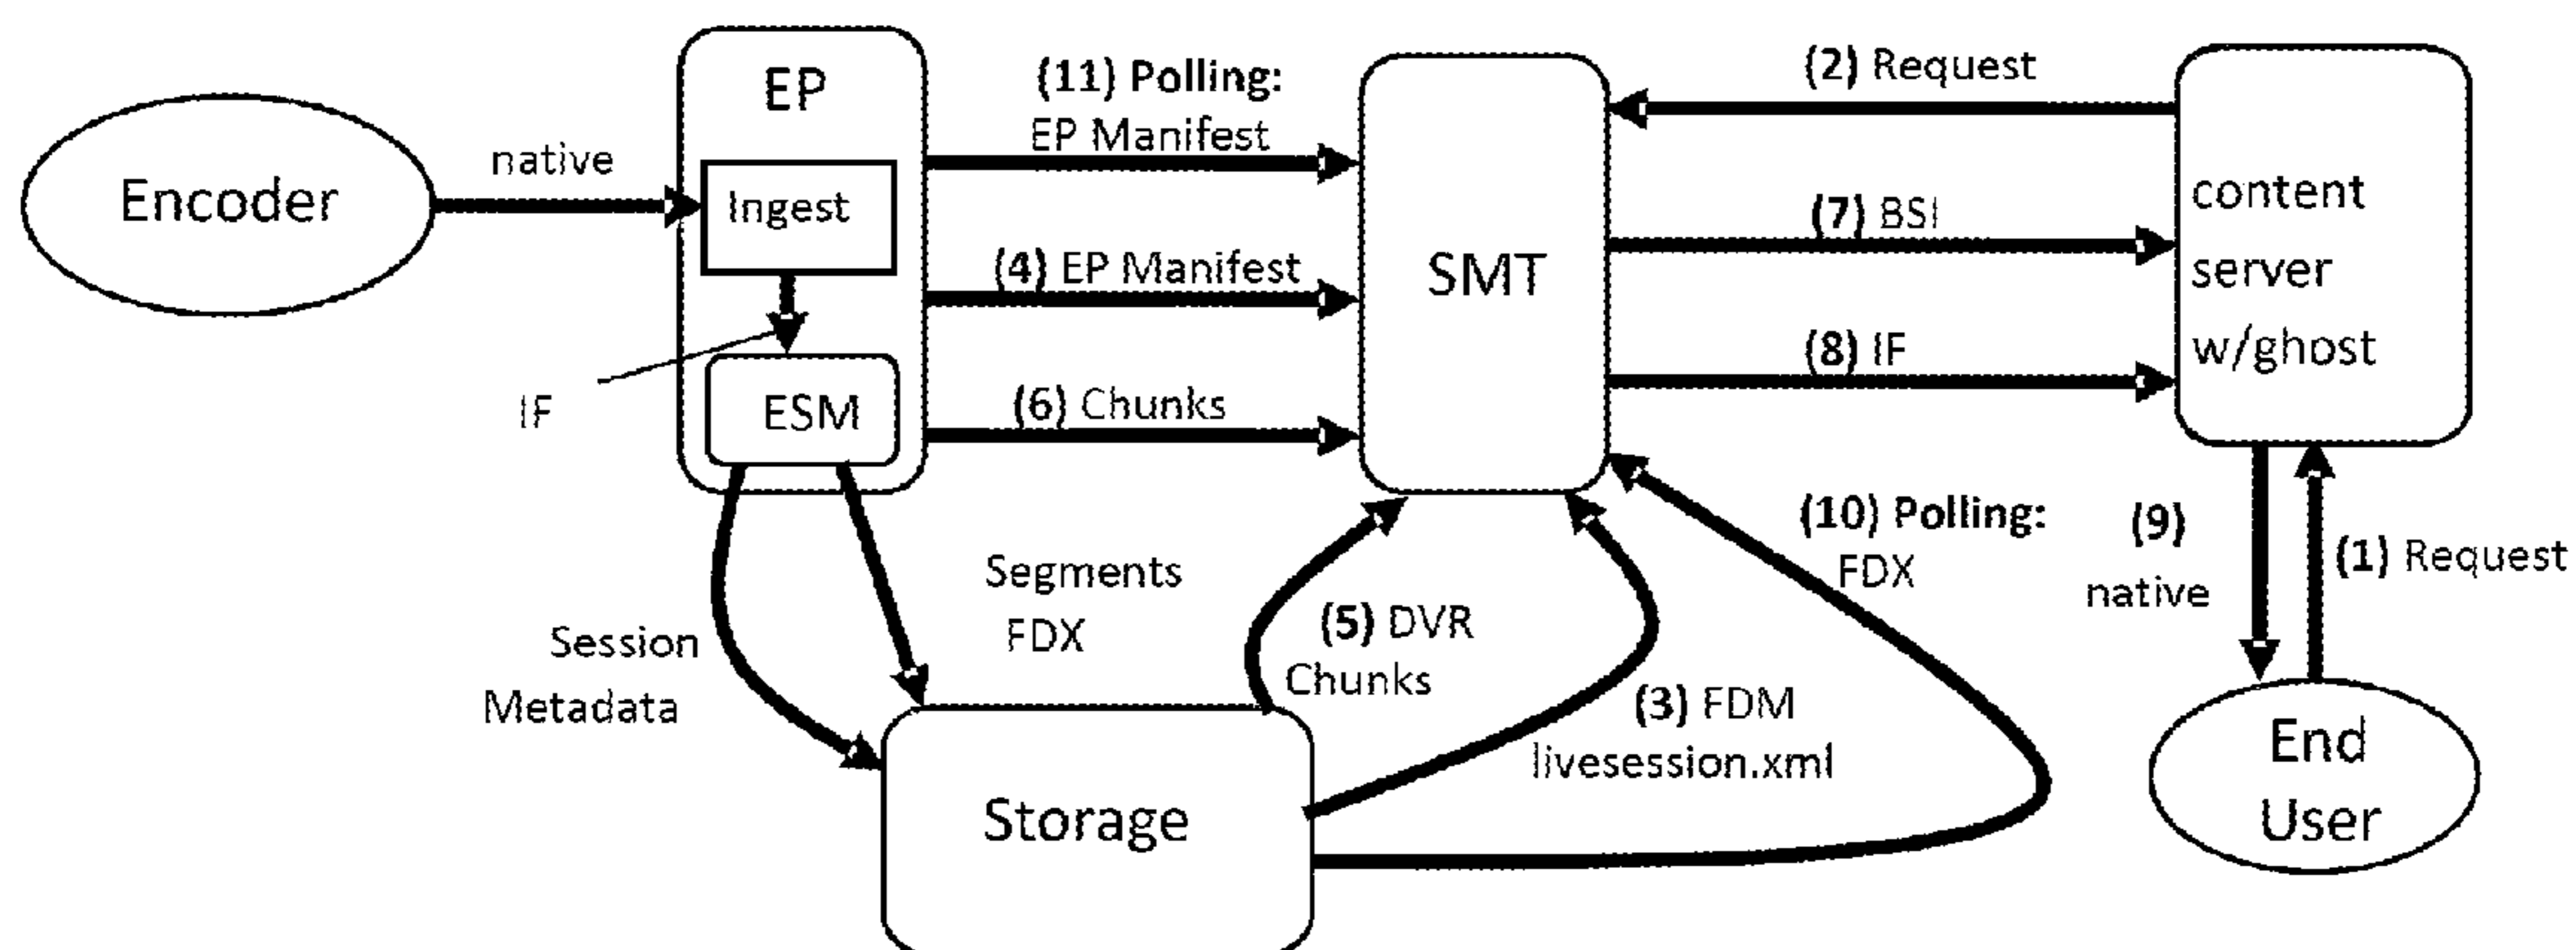 EP
(11) Polling:
EP Manifest
(2) Request
native
Encoder
Ingest
content
server
w/ghost
(7) BSI
(4) EP Manifest
SMT
(8) IF
IF
ESM
(6) Chunks
(10) Polling:
FDX
(9)
native
(1) Request
Segments
FDX
(5) DVR
Chunks
Session
Metadata
(3) FDM
livesession.xml
Storage
End
User